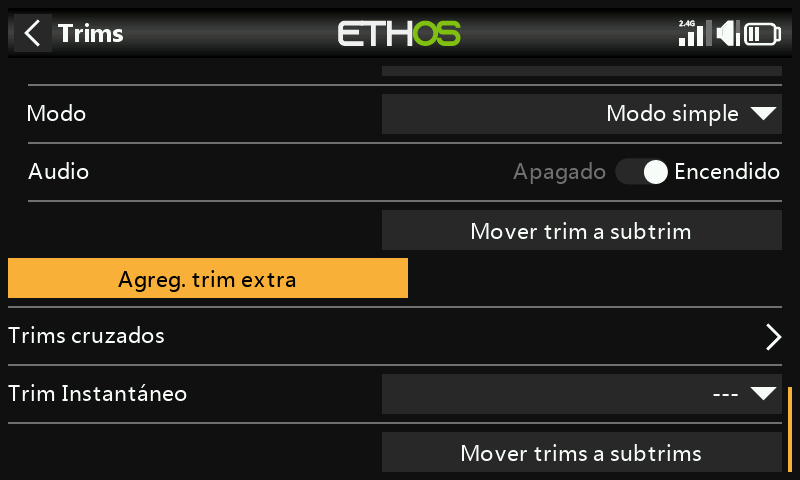 Trims
ETHOS
2.4G
Modo
Modo simple
Audio
Apagado
Encendido
Mover trim a subtrim
Agreg. trim extra
Trims cruzados
Trim Instantáneo
---
Mover trims a subtrims